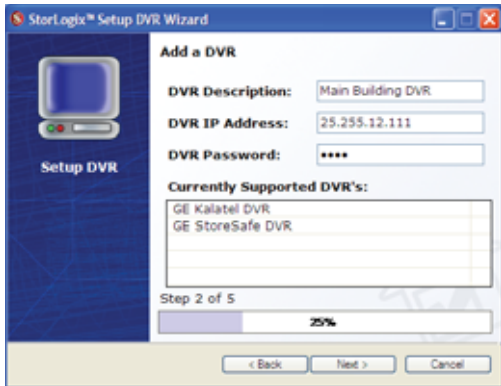 StorLogix™ Setup DVR Wizard
Add a DVR
DVR Description: Main Building DVR
DVR IP Address: 25.255.12.111
DVR Password: ••••
Setup DVR
Currently Supported DVR's:
GE Kalatel DVR
GE StoreSafe DVR
Step 2 of 5
25%
< Back Next > Cancel